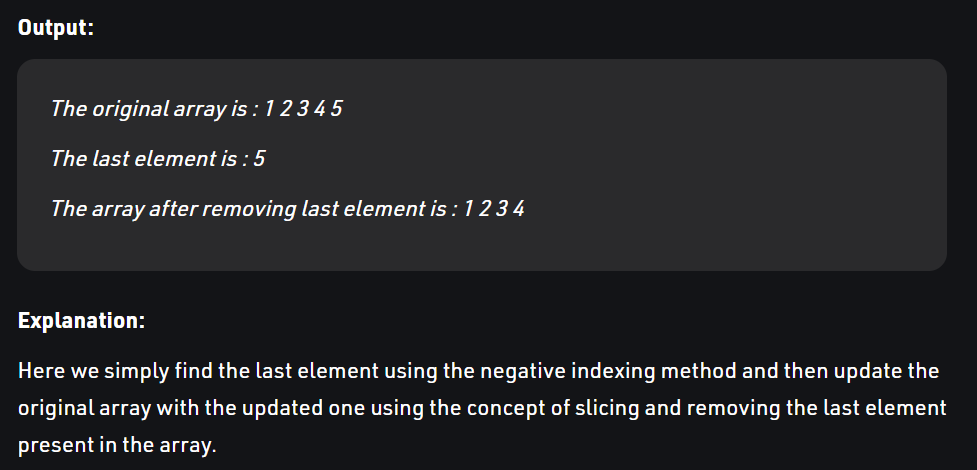 Output:
The original array is : 1 2 3 4 5
The last element is : 5
The array after removing last element is : 1 2 3 4
Explanation:
Here we simply find the last element using the negative indexing method and then update the
original array with the updated one using the concept of slicing and removing the last element
present in the array.